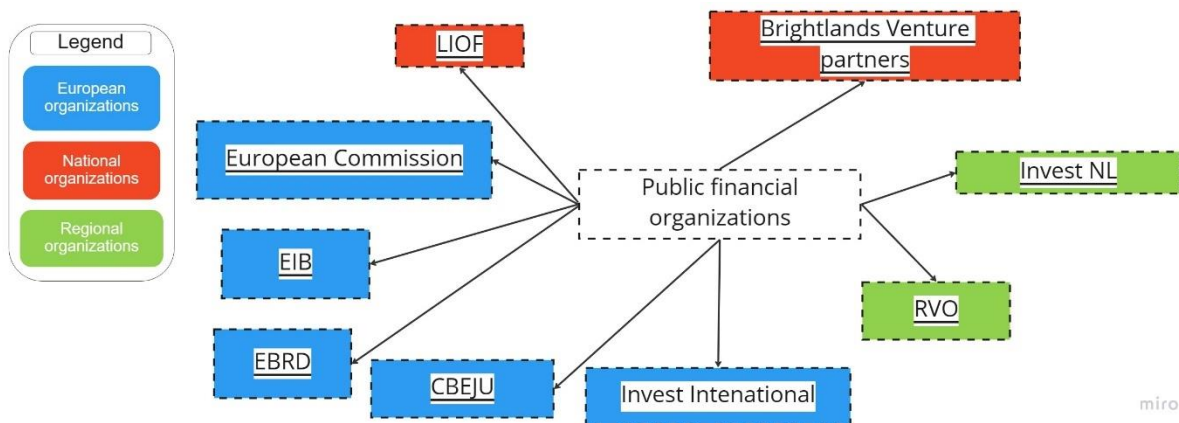 Legend
European
organizations
National
organizations
Regional
organizations
LIOF
Brightlands Venture
partners
European Commission
Public financial
organizations
Invest NL
EIB
RVO
EBRD
CBEJU
Invest Intenational
miro